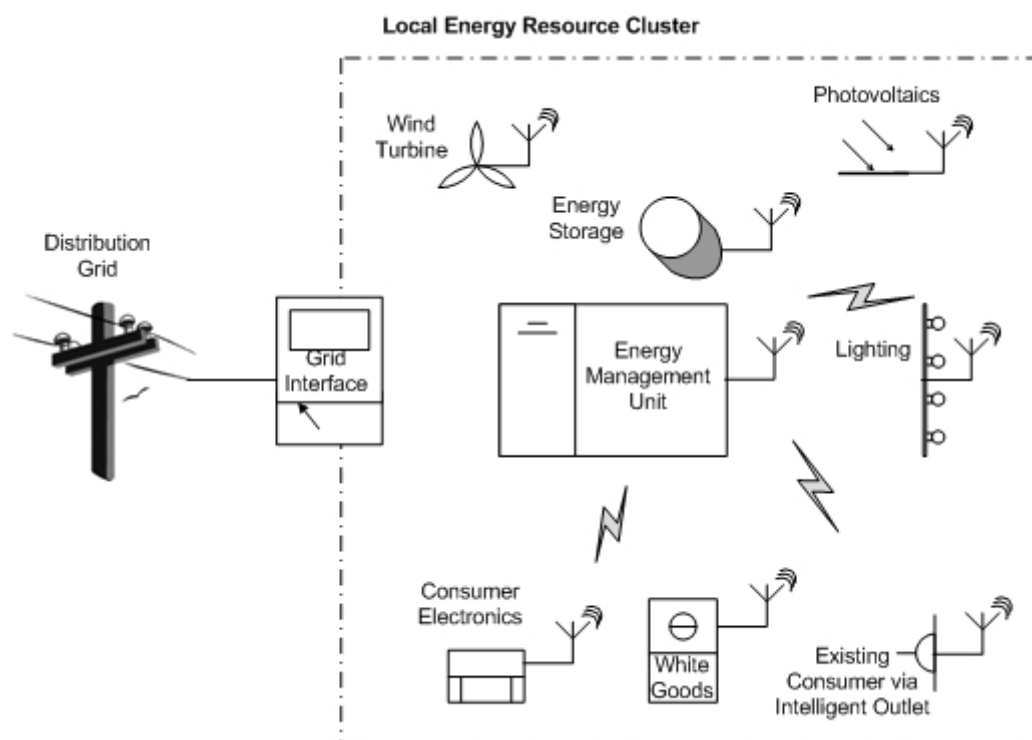 Local Energy Resource Cluster
Photovoltaics
Wind
Turbine
Energy
Storage
Distribution
Grid
Grid
Interface
Energy
Management
Unit
Lighting
Consumer
Electronics
White
Goods
Existing
Consumer via
Intelligent Outlet